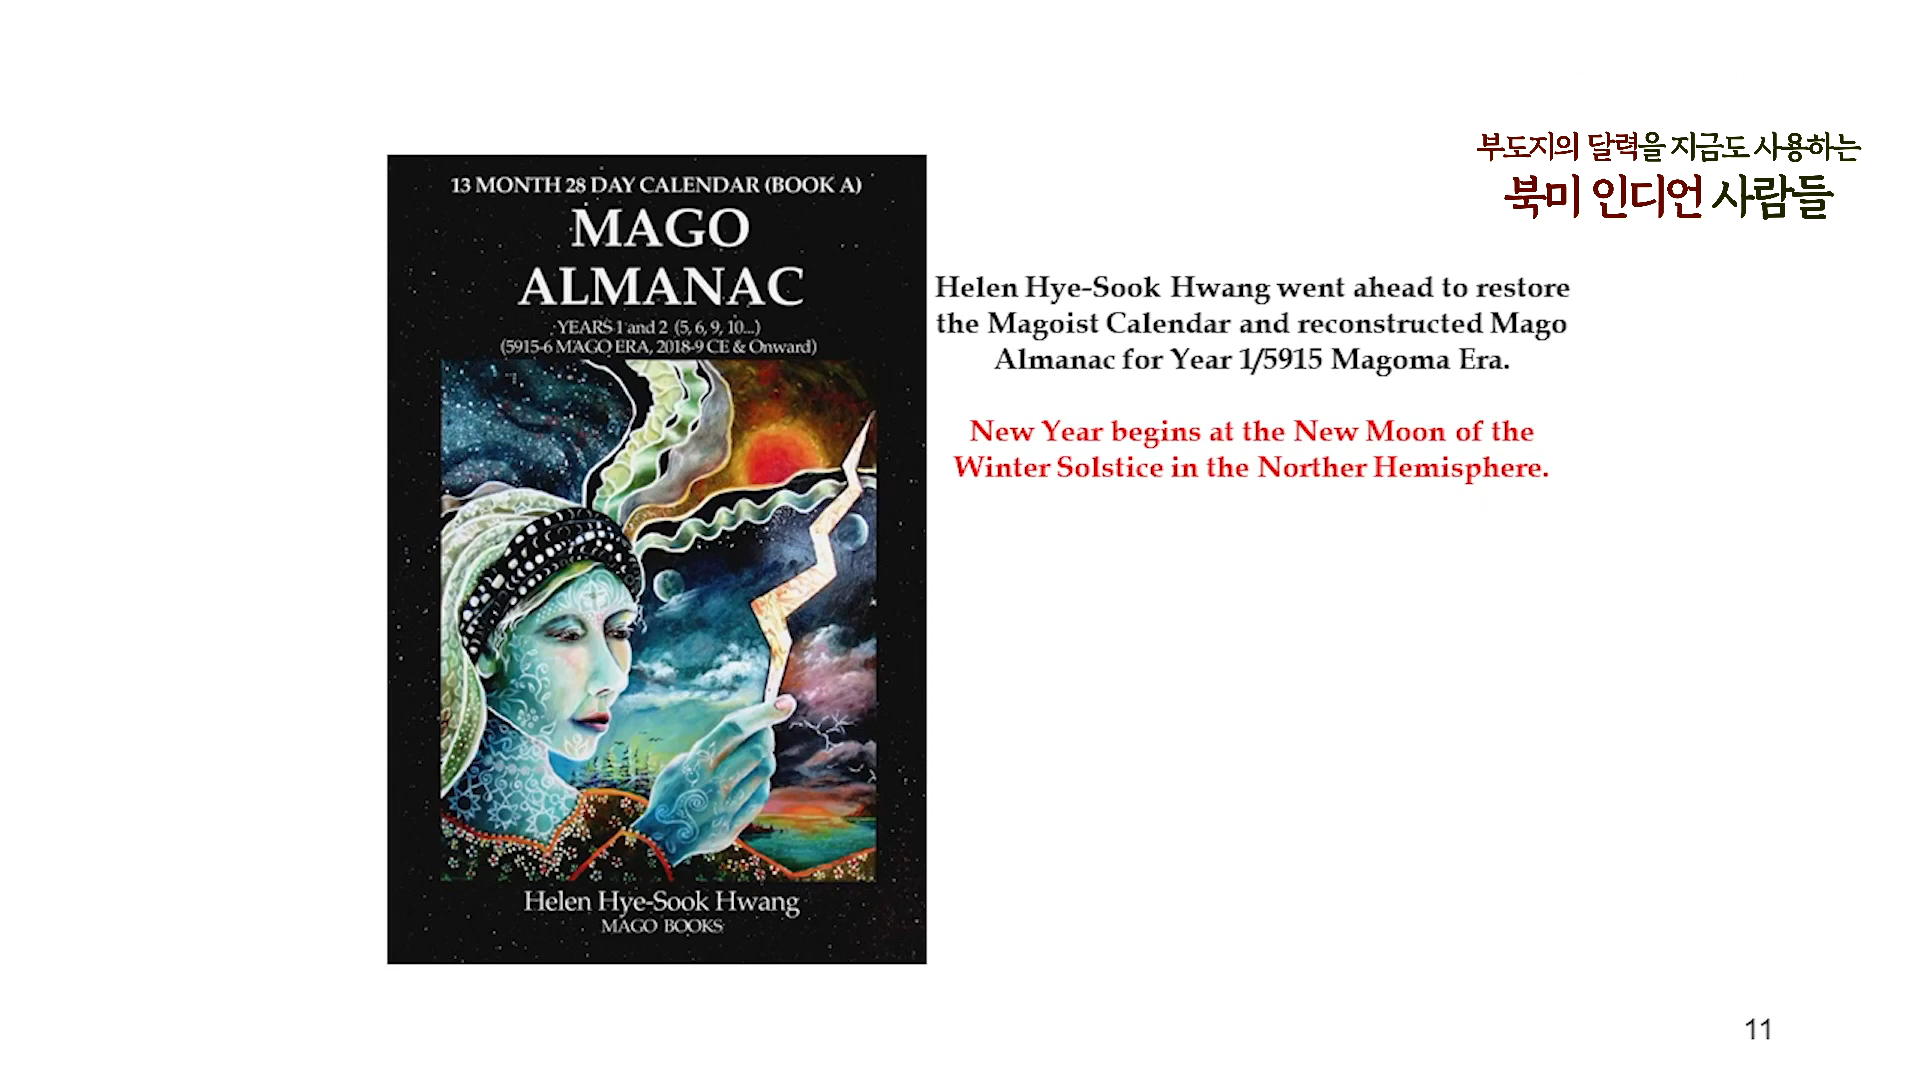 부도지의 달력을 지금도 사용하는
북미 인디언 사람들
13 MONTH 28 DAY CALENDAR (BOOK A)
MAGO
ALMANAC
YEARS 1 and 2 (5, 6, 9, 10...)
(5915-6 MAGO ERA, 2018-9 CE & Onward)
Helen Hye-Sook Hwang
MAGO BOOKS
Helen Hye-Sook Hwang went ahead to restore
the Magoist Calendar and reconstructed Mago
Almanac for Year 1/5915 Magoma Era.
New Year begins at the New Moon of the
Winter Solstice in the Norther Hemisphere.
11